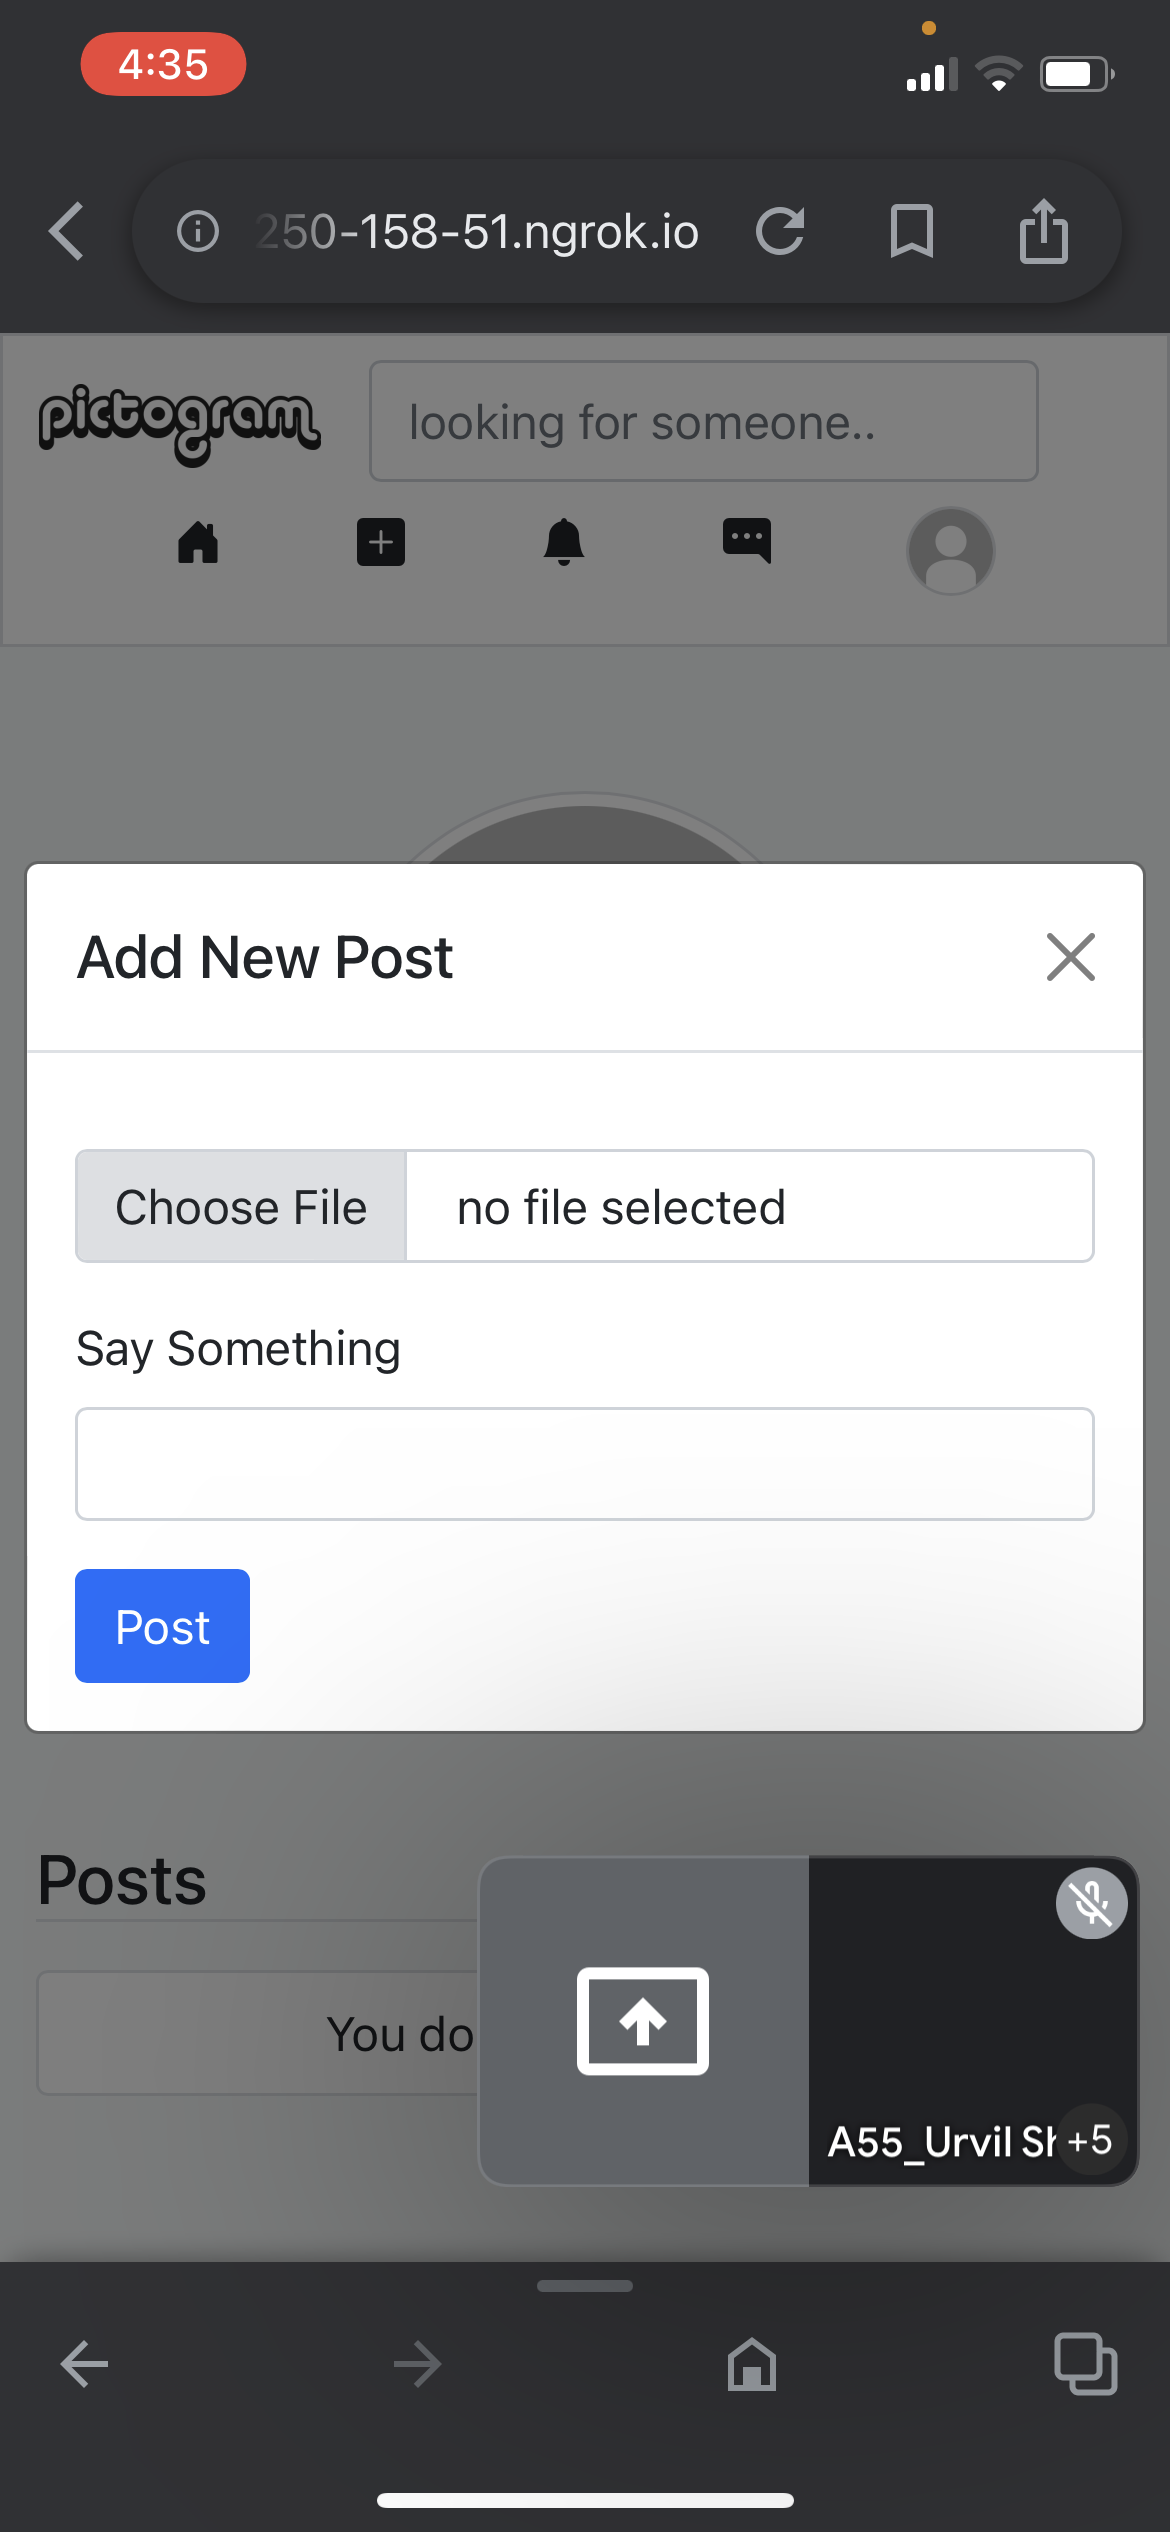 4:35
250-158-51.ngrok.io
pictogram
looking for someone..
Add New Post
Choose File
no file selected
Say Something
Post
Posts
You do
A55_Urvil
+5